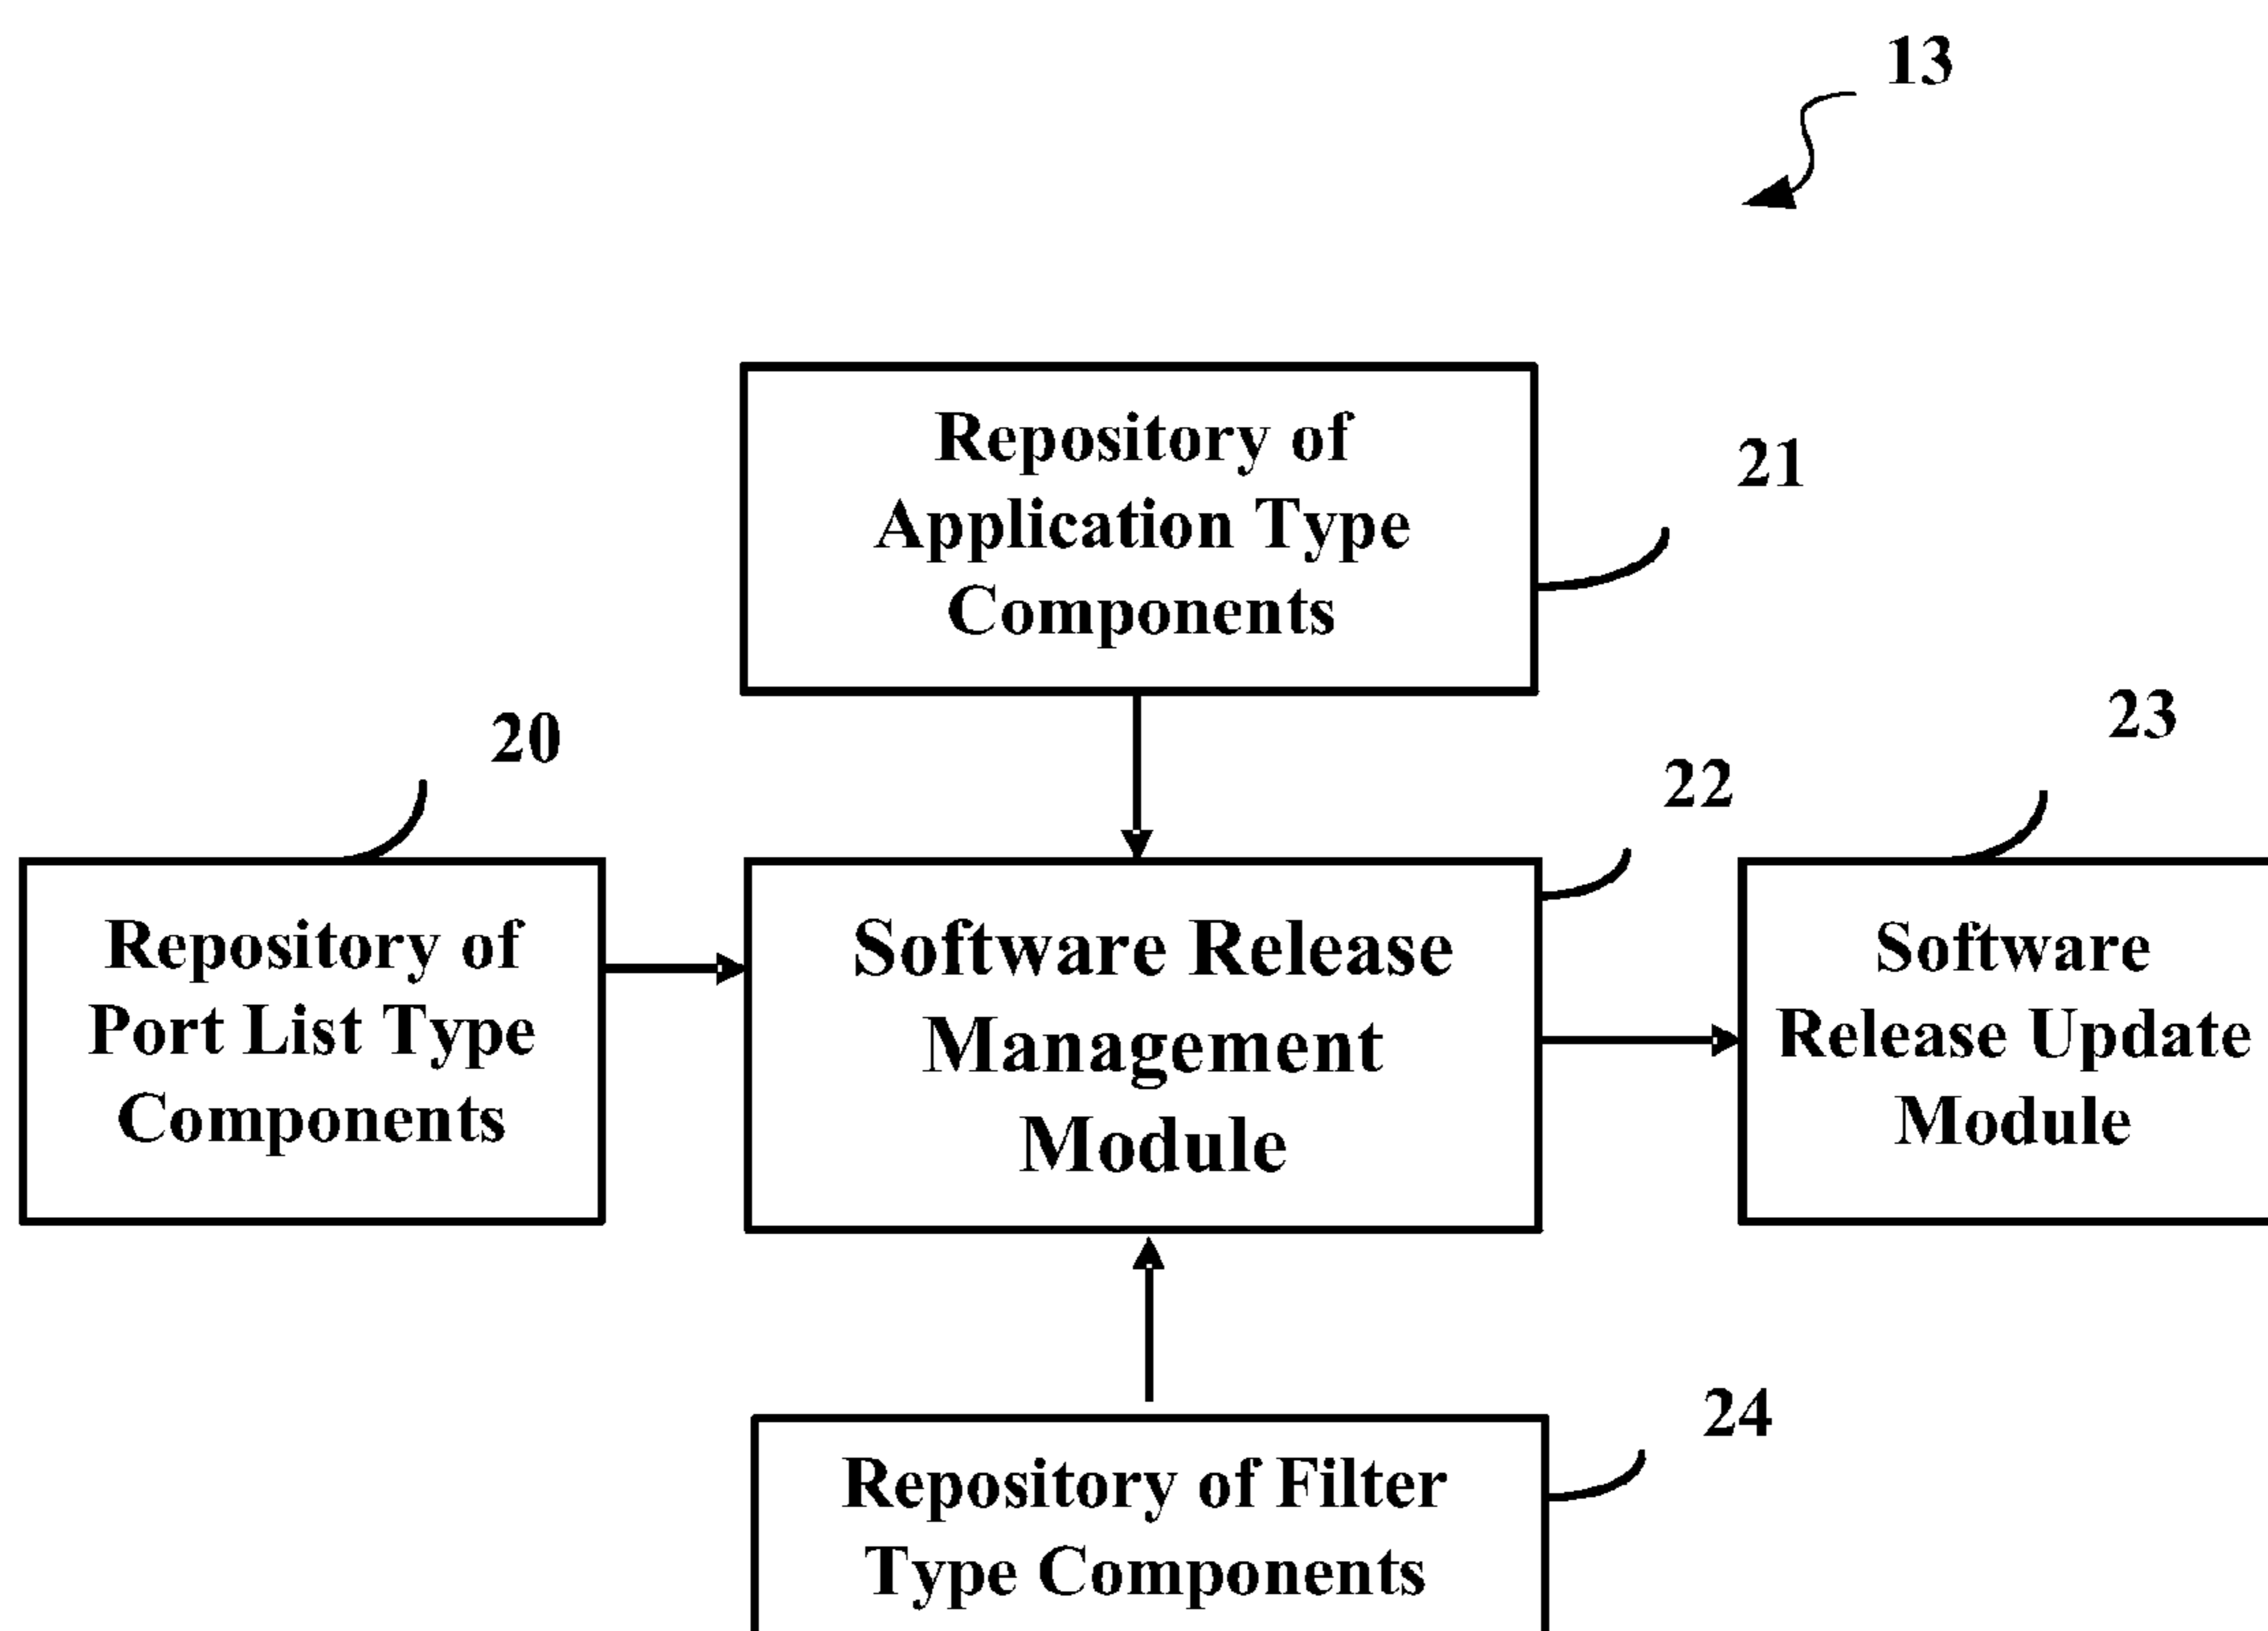 13
Repository of
Application Type
Components
21
20
23
22
Repository of
Port List Type
Components
Software Release
Management
Module
Software
Release Update
Module
24
Repository of Filter
Type Components